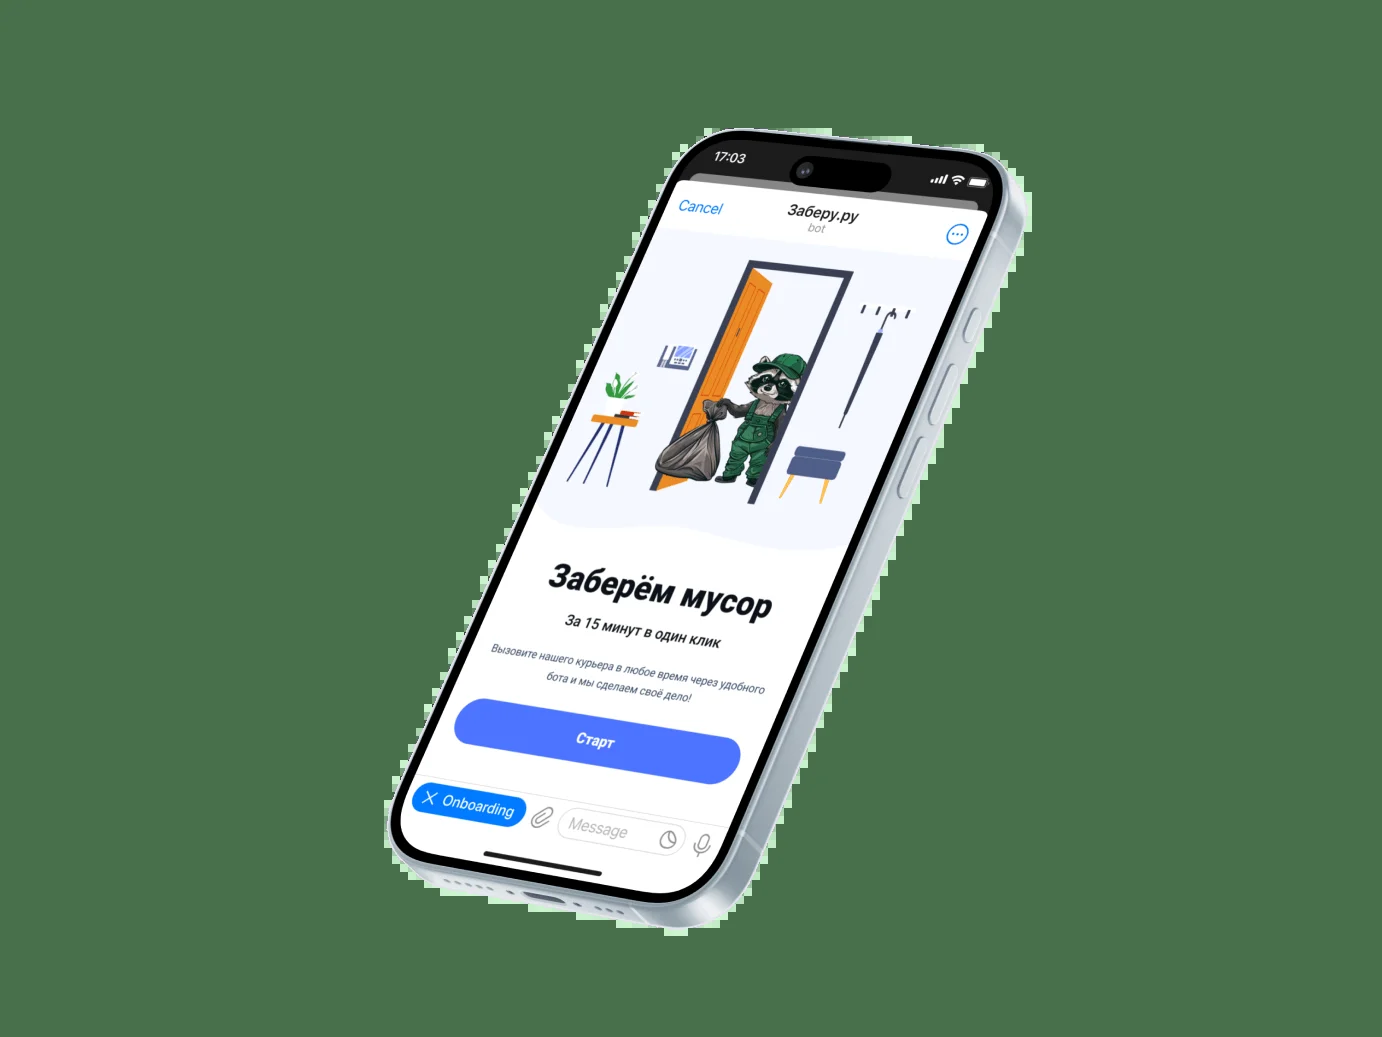 17:03
Cancel
Заберу.ру
bot
Заберём мусор
За 15 минут в один клик
Вызовите нашего курьера в любое время через удобного
бота и мы сделаем своё дело!
Старт
Onboarding
Message